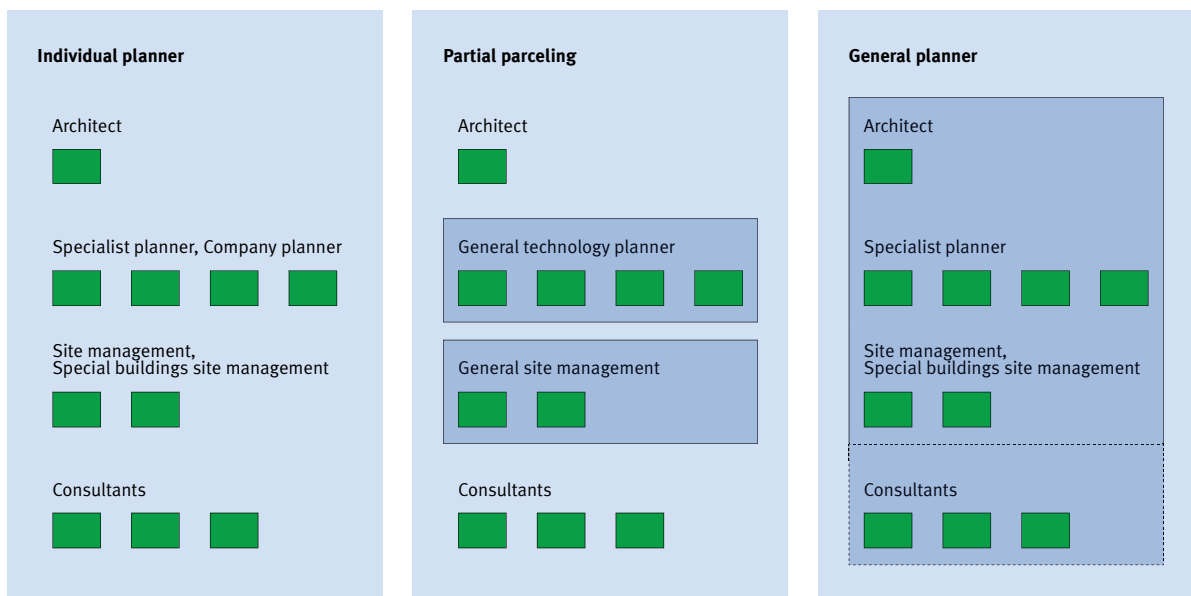 Individual planner
Architect
Specialist planner, Company planner
Site management,
Special buildings site management
Consultants
Partial parceling
Architect
General technology planner
General site management
Consultants
General planner
Architect
Specialist planner
Site management,
Special buildings site management
Consultants